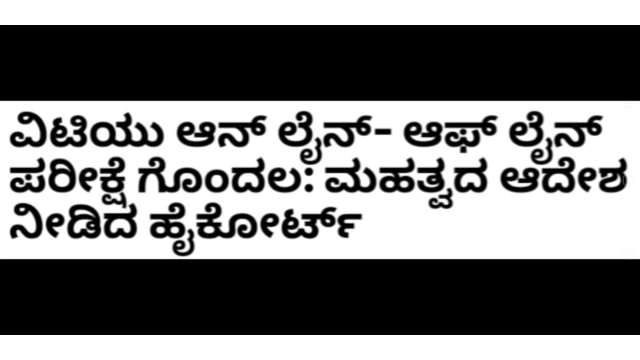 ವಿಟಿಯು ಆನ್ ಲೈನ್- ಆಫ್ ಲೈನ್
ಪರೀಕ್ಷೆ ಗೊಂದಲ: ಮಹತ್ವದ ಆದೇಶ
ನೀಡಿದ ಹೈಕೋರ್ಟ್